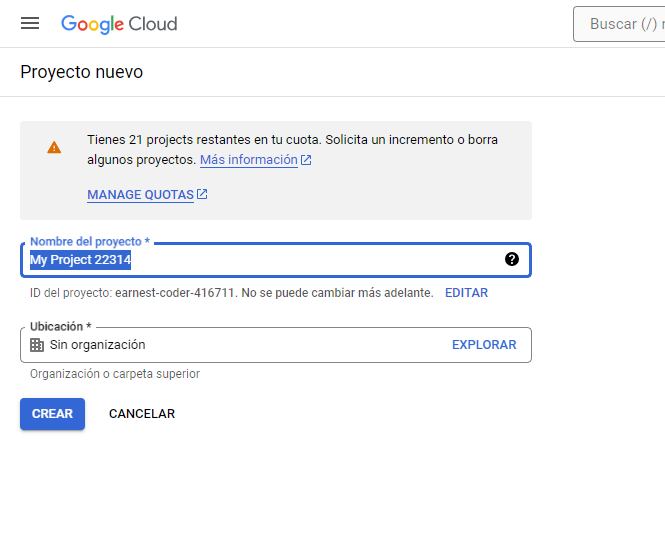 Google Cloud
Buscar (/) r
Proyecto nuevo
Tienes 21 projects restantes en tu cuota. Solicita un incremento o borra
algunos proyectos. Más información
MANAGE QUOTAS
Nombre del proyecto *
My Project 22314
ID del proyecto: earnest-coder-416711. No se puede cambiar más adelante. EDITAR
Ubicación *
Sin organización EXPLORAR
Organización o carpeta superior
CREAR CANCELAR